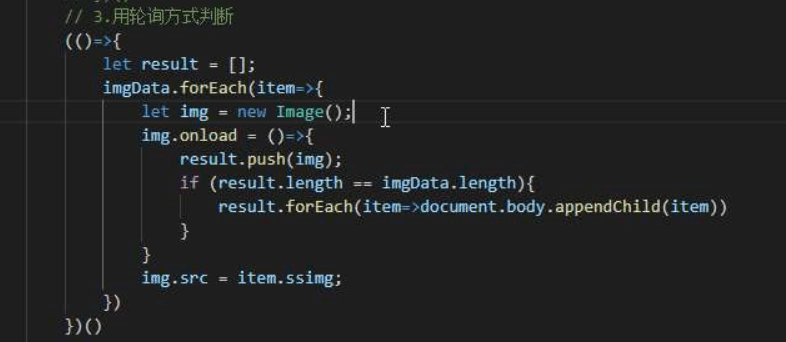 // 3.用轮询方式判断
(()=>{
let result = [];
imgData.forEach(item=>{
let img = new Image();
img.onload = ()=>{
result.push(img);
if (result.length == imgData.length){
result.forEach(item=>document.body.appendChild(item))
}
}
img.src = item.ssimg;
})
})()